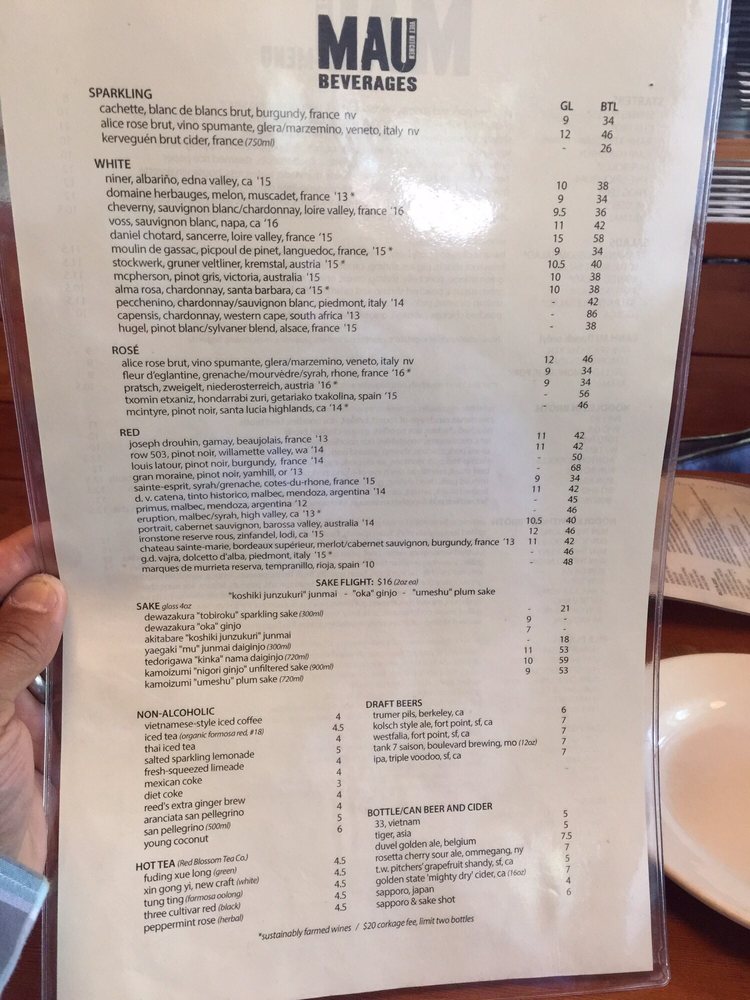 MAU VIET KITCHEN
BEVERAGES
SPARKLING GL BTL
cachette, blanc de blancs brut, burgundy, france nv 9 34
alice rose brut, vino spumante, glera/marzemino, veneto, italy nv 12 46
kerveguén brut cider, france (750ml) - 26
WHITE
niner, albariño, edna valley, ca '15 10 38
domaine herbauges, melon, muscadet, france '13 * 9 34
cheverny, sauvignon blanc/chardonnay, loire valley, france '16 9.5 36
voss, sauvignon blanc, napa, ca '16 11 42
daniel chotard, sancerre, loire valley, france '15 15 58
moulin de gassac, picpoul de pinet, languedoc, france, '15 * 9 34
stockwerk, gruner veltliner, kremstal, austria '15 * 10.5 40
mcpherson, pinot gris, victoria, australia '15 10 38
alma rosa, chardonnay, santa barbara, ca '15 * 10 38
pecchenino, chardonnay/sauvignon blanc, piedmont, italy '14 - 42
capensis, chardonnay, western cape, south africa '13 - 86
hugel, pinot blanc/sylvaner blend, alsace, france '15 - 38
ROSÉ
alice rose brut, vino spumante, glera/marzemino, veneto, italy nv 12 46
fleur d'eglantine, grenache/mourvèdre/syrah, rhone, france '16 * 9 34
pratsch, zweigelt, niederosterreich, austria '16 * 9 34
txomin etxaniz, hondarrabi zuri, getariako txakolina, spain '15 - 56
mcintyre, pinot noir, santa lucia highlands, ca '14 * - 46
RED
joseph drouhin, gamay, beaujolais, france '13 11 42
row 503, pinot noir, willamette valley, wa '14 11 42
louis latour, pinot noir, burgundy, france '14 - 50
gran moraine, pinot noir, yamhill, or '13 - 68
sainte-esprit, syrah/grenache, cotes-du-rhone, france '15 9 34
d. v. catena, tinto historico, malbec, mendoza, argentina '14 11 42
primus, malbec, mendoza, argentina '12 - 45
eruption, malbec/syrah, high valley, ca '13 * - 46
portrait, cabernet sauvignon, barossa valley, australia '14 10.5 40
ironstone reserve rous, zinfandel, lodi, ca '15 12 46
chateau sainte-marie, bordeaux supérieur, merlot/cabernet sauvignon, burgundy, france '13 11 42
g.d. vajra, dolcetto d'alba, piedmont, italy '15 * - 46
marques de murrieta reserva, tempranillo, rioja, spain '10 - 48
SAKE FLIGHT: $16 (2oz ea)
"koshiki junzukuri" junmai - "oka" ginjo - "umeshu" plum sake
SAKE glass 4oz
dewazakura "tobiroku" sparkling sake (300ml) - 21
dewazakura "oka" ginjo 9 -
akitabare "koshiki junzukuri" junmai 7 -
yaegaki "mu" junmai daiginjo (300ml) - 18
tedorigawa "kinka" nama daiginjo (720ml) 11 53
kamoizumi "nigori ginjo" unfiltered sake (900ml) 10 59
kamoizumi "umeshu" plum sake (720ml) 9 53
NON-ALCOHOLIC
vietnamese-style iced coffee 4
iced tea (organic formosa red, #18) 4.5
thai iced tea 4
salted sparkling lemonade 5
fresh-squeezed limeade 4
mexican coke 4
diet coke 3
reed's extra ginger brew 4
aranciata san pellegrino 4
san pellegrino (500ml) 5
young coconut 6
HOT TEA (Red Blossom Tea Co.)
fuding xue long (green) 4.5
xin gong yi, new craft (white) 4.5
tung ting (formosa oolong) 4.5
three cultivar red (black) 4.5
peppermint rose (herbal) 4.5
DRAFT BEERS
trumer pils, berkeley, ca 6
kolsch style ale, fort point, sf, ca 7
westfalia, fort point, sf, ca 7
tank 7 saison, boulevard brewing, mo (12oz) 7
ipa, triple voodoo, sf, ca 7
BOTTLE/CAN BEER AND CIDER
33, vietnam 5
tiger, asia 5
duvel golden ale, belgium 7.5
rosetta cherry sour ale, ommegang, ny 7
t.w. pitchers' grapefruit shandy, sf, ca 5
golden state 'mighty dry' cider, ca (16oz) 7
sapporo, japan 4
sapporo & sake shot 6
*sustainably farmed wines / $20 corkage fee, limit two bottles